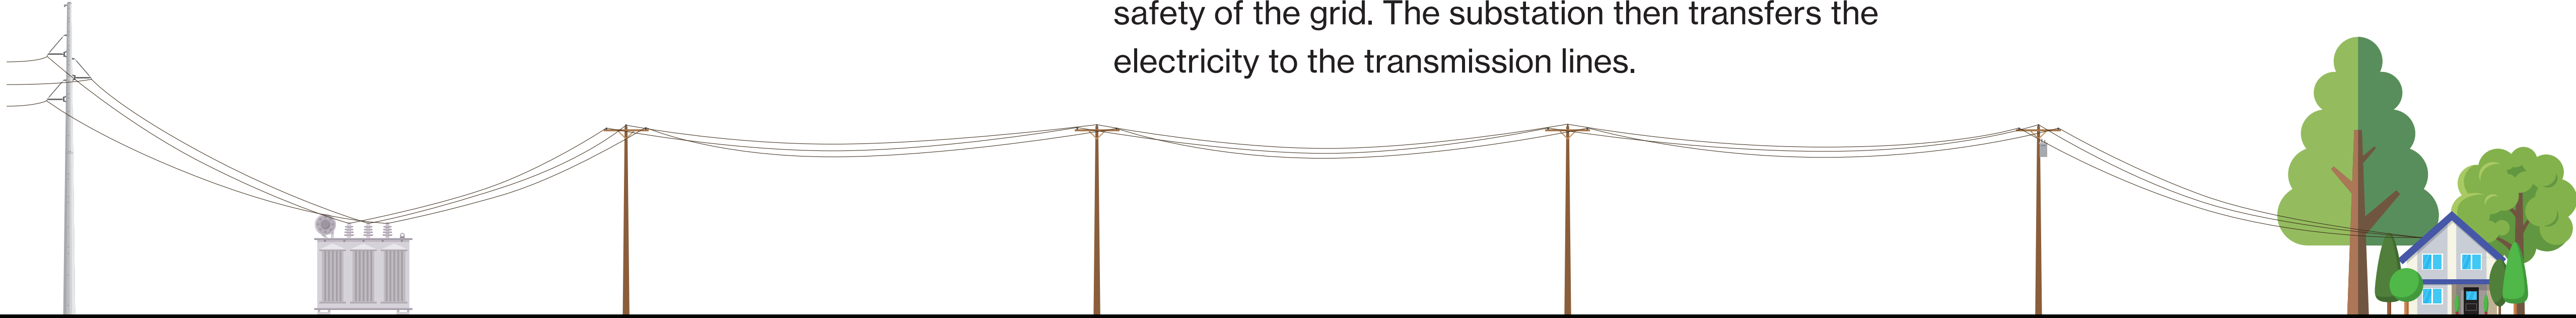 safety of the grid. The substation then transfers the
electricity to the transmission lines.